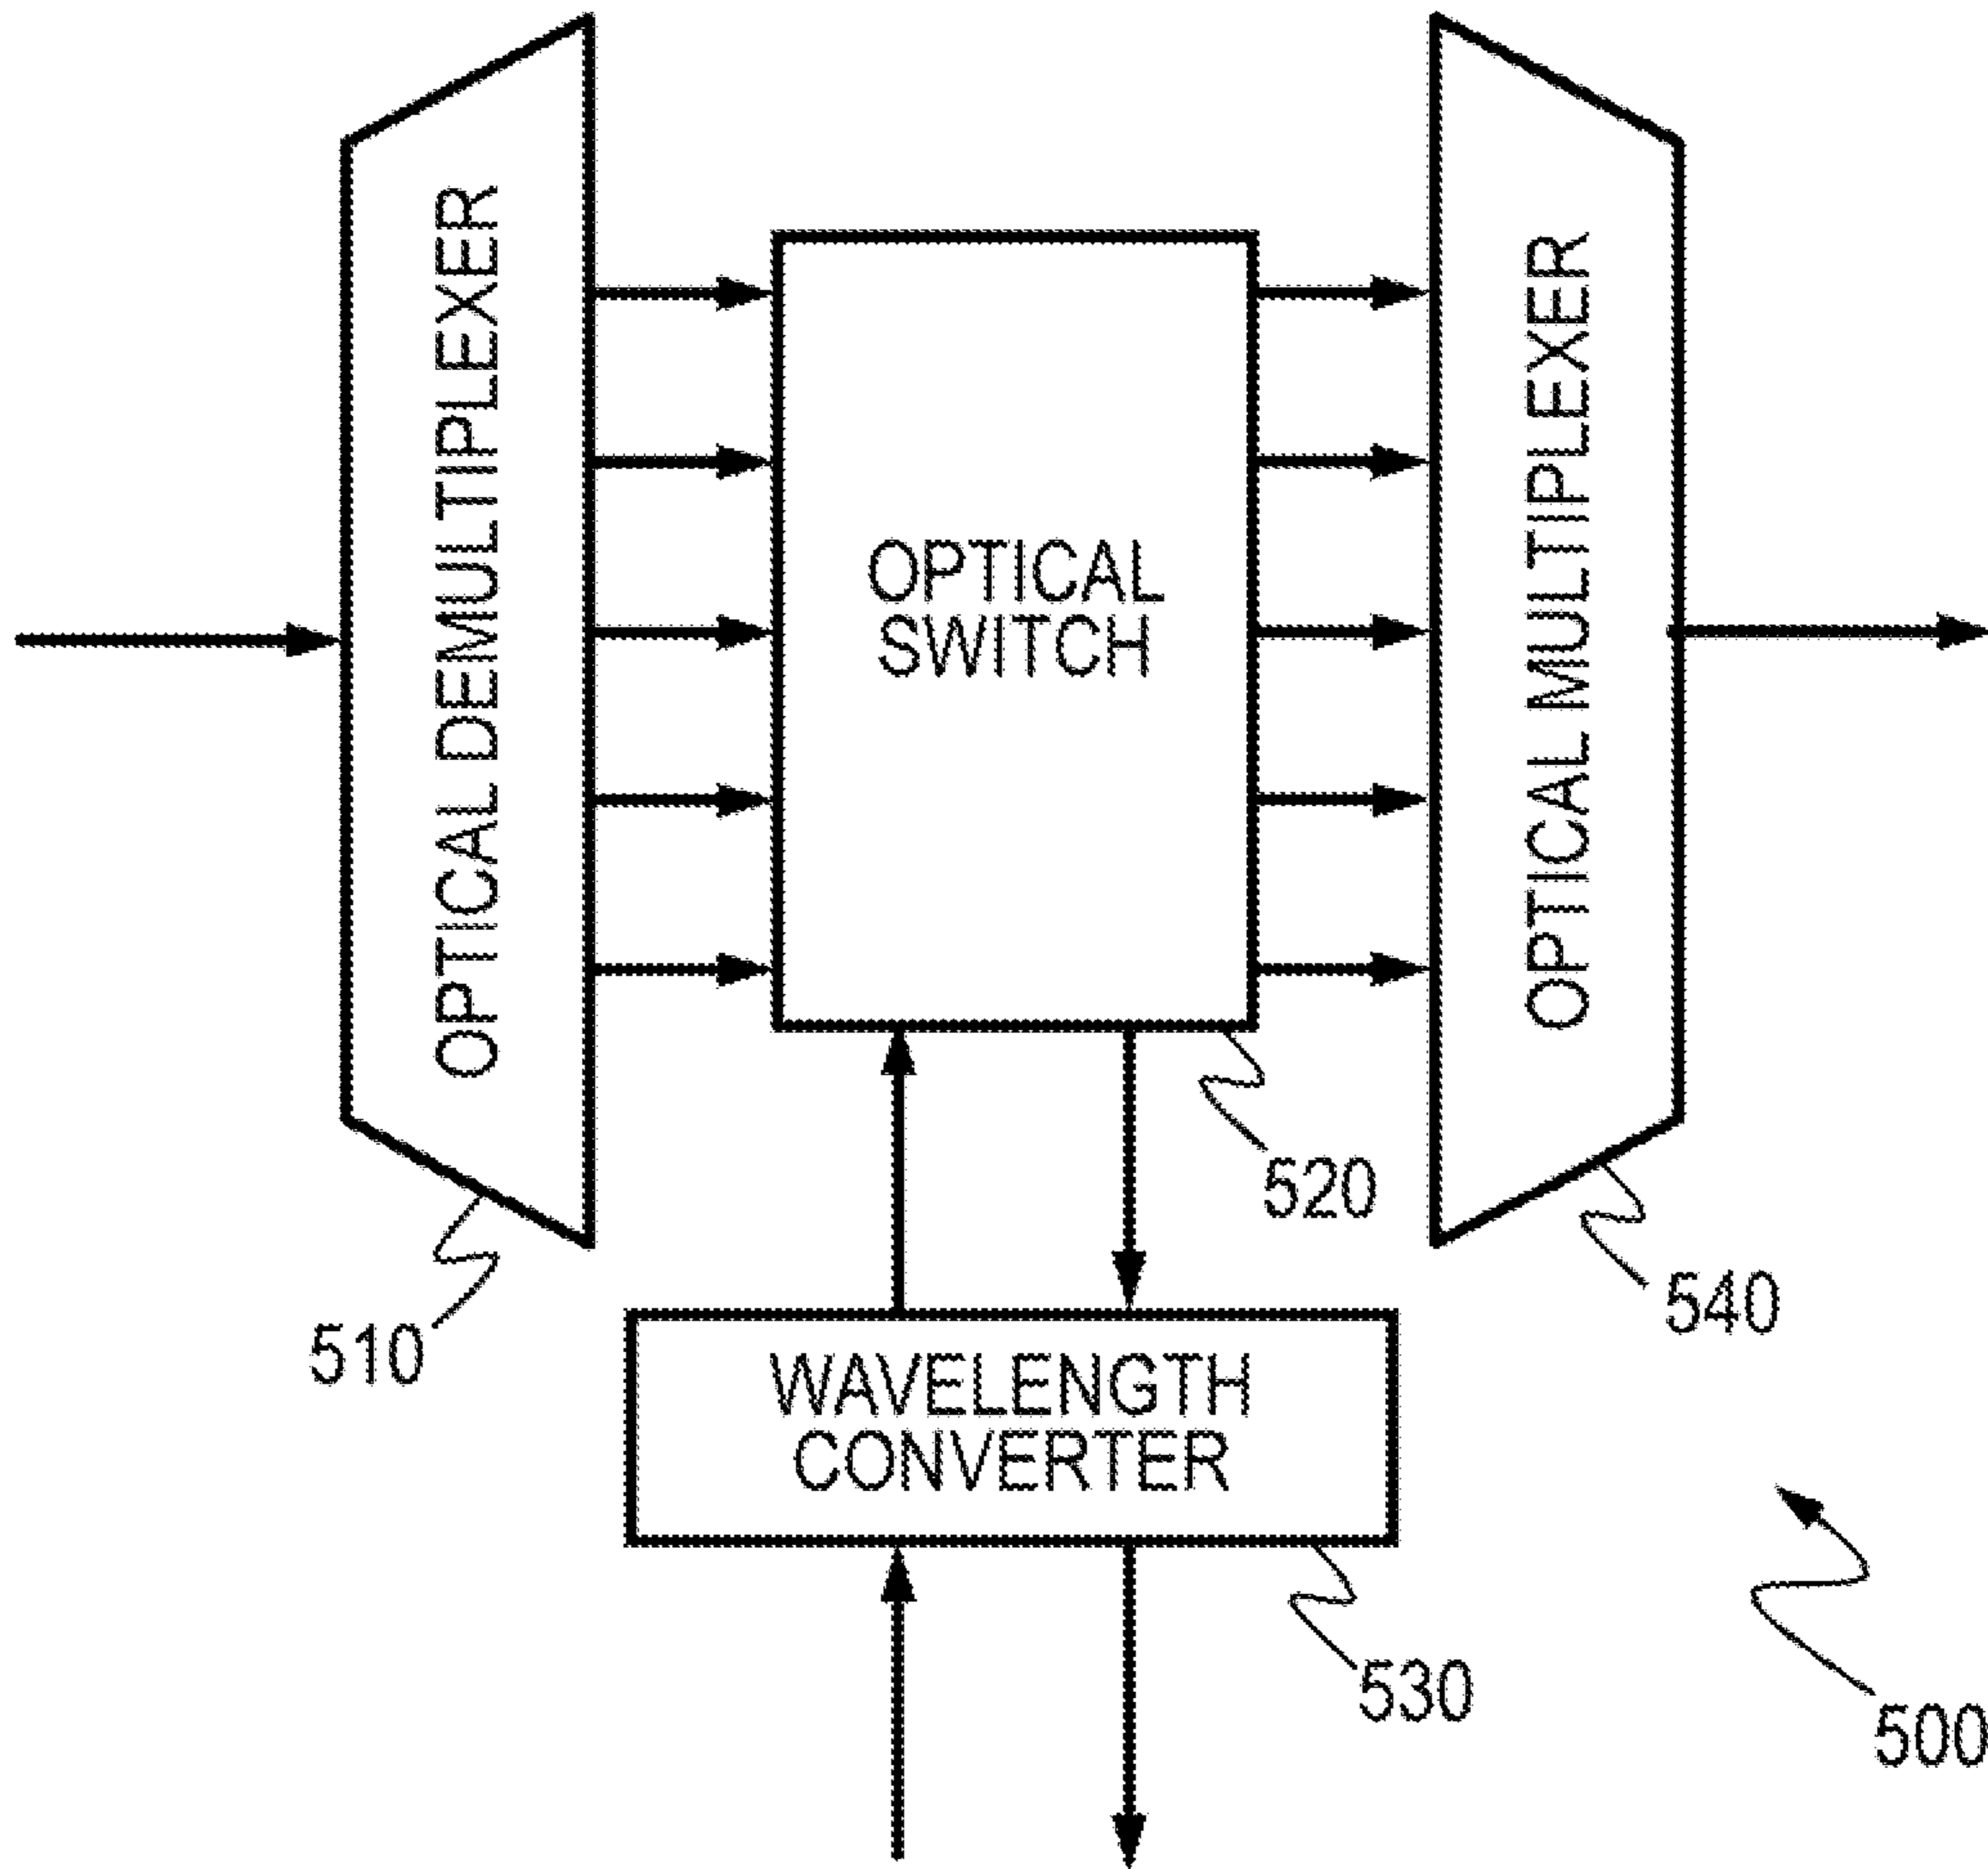 OPTICAL DEMULTIPLEXER
OPTICAL
SWITCH
OPTICAL MULTIPLEXER
520
540
510
WAVELENGTH
CONVERTER
530
500